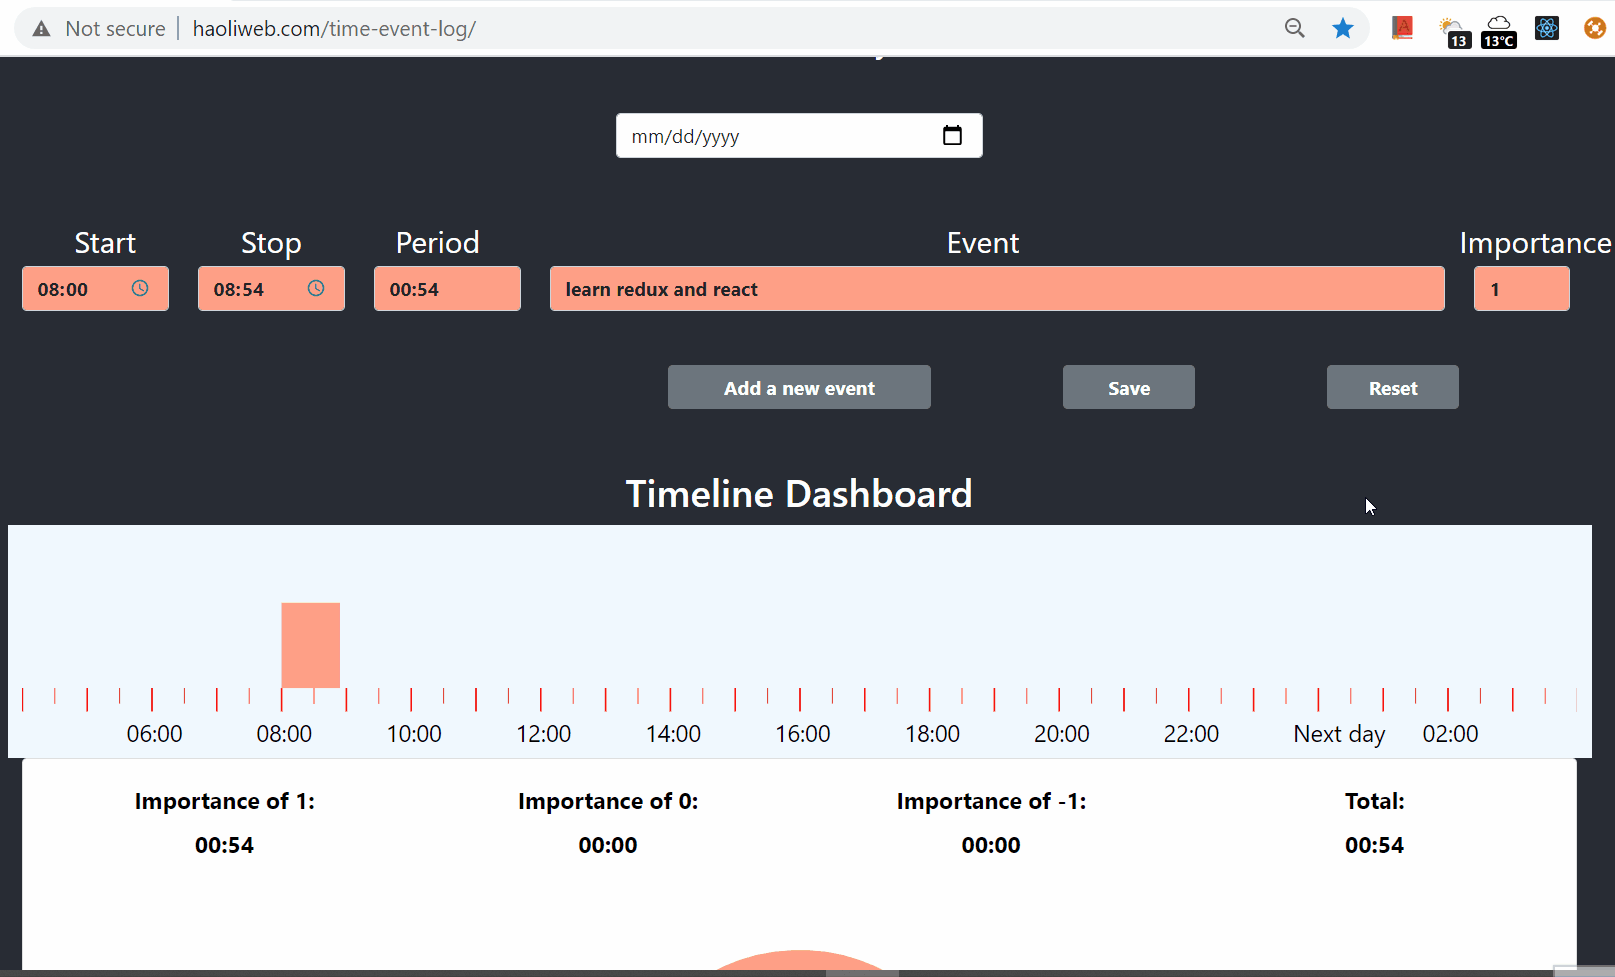 Not secure | haoliweb.com/time-event-log/
13
13°C
mm/dd/yyyy
Start Stop Period Event Importance
08:00 08:54 00:54 learn redux and react 1
Add a new event Save Reset
Timeline Dashboard
06:00 08:00 10:00 12:00 14:00 16:00 18:00 20:00 22:00 Next day 02:00
Importance of 1: Importance of 0: Importance of -1: Total:
00:54 00:00 00:00 00:54